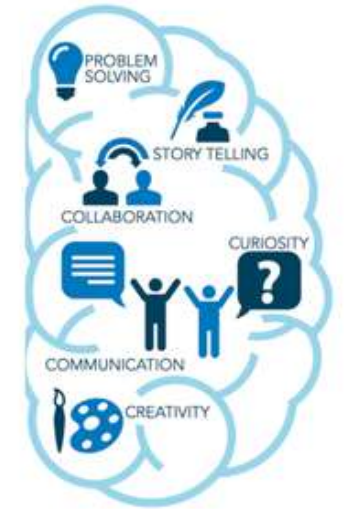 PROBLEM
SOLVING
STORY TELLING
COLLABORATION
CURIOSITY
?
COMMUNICATION
CREATIVITY